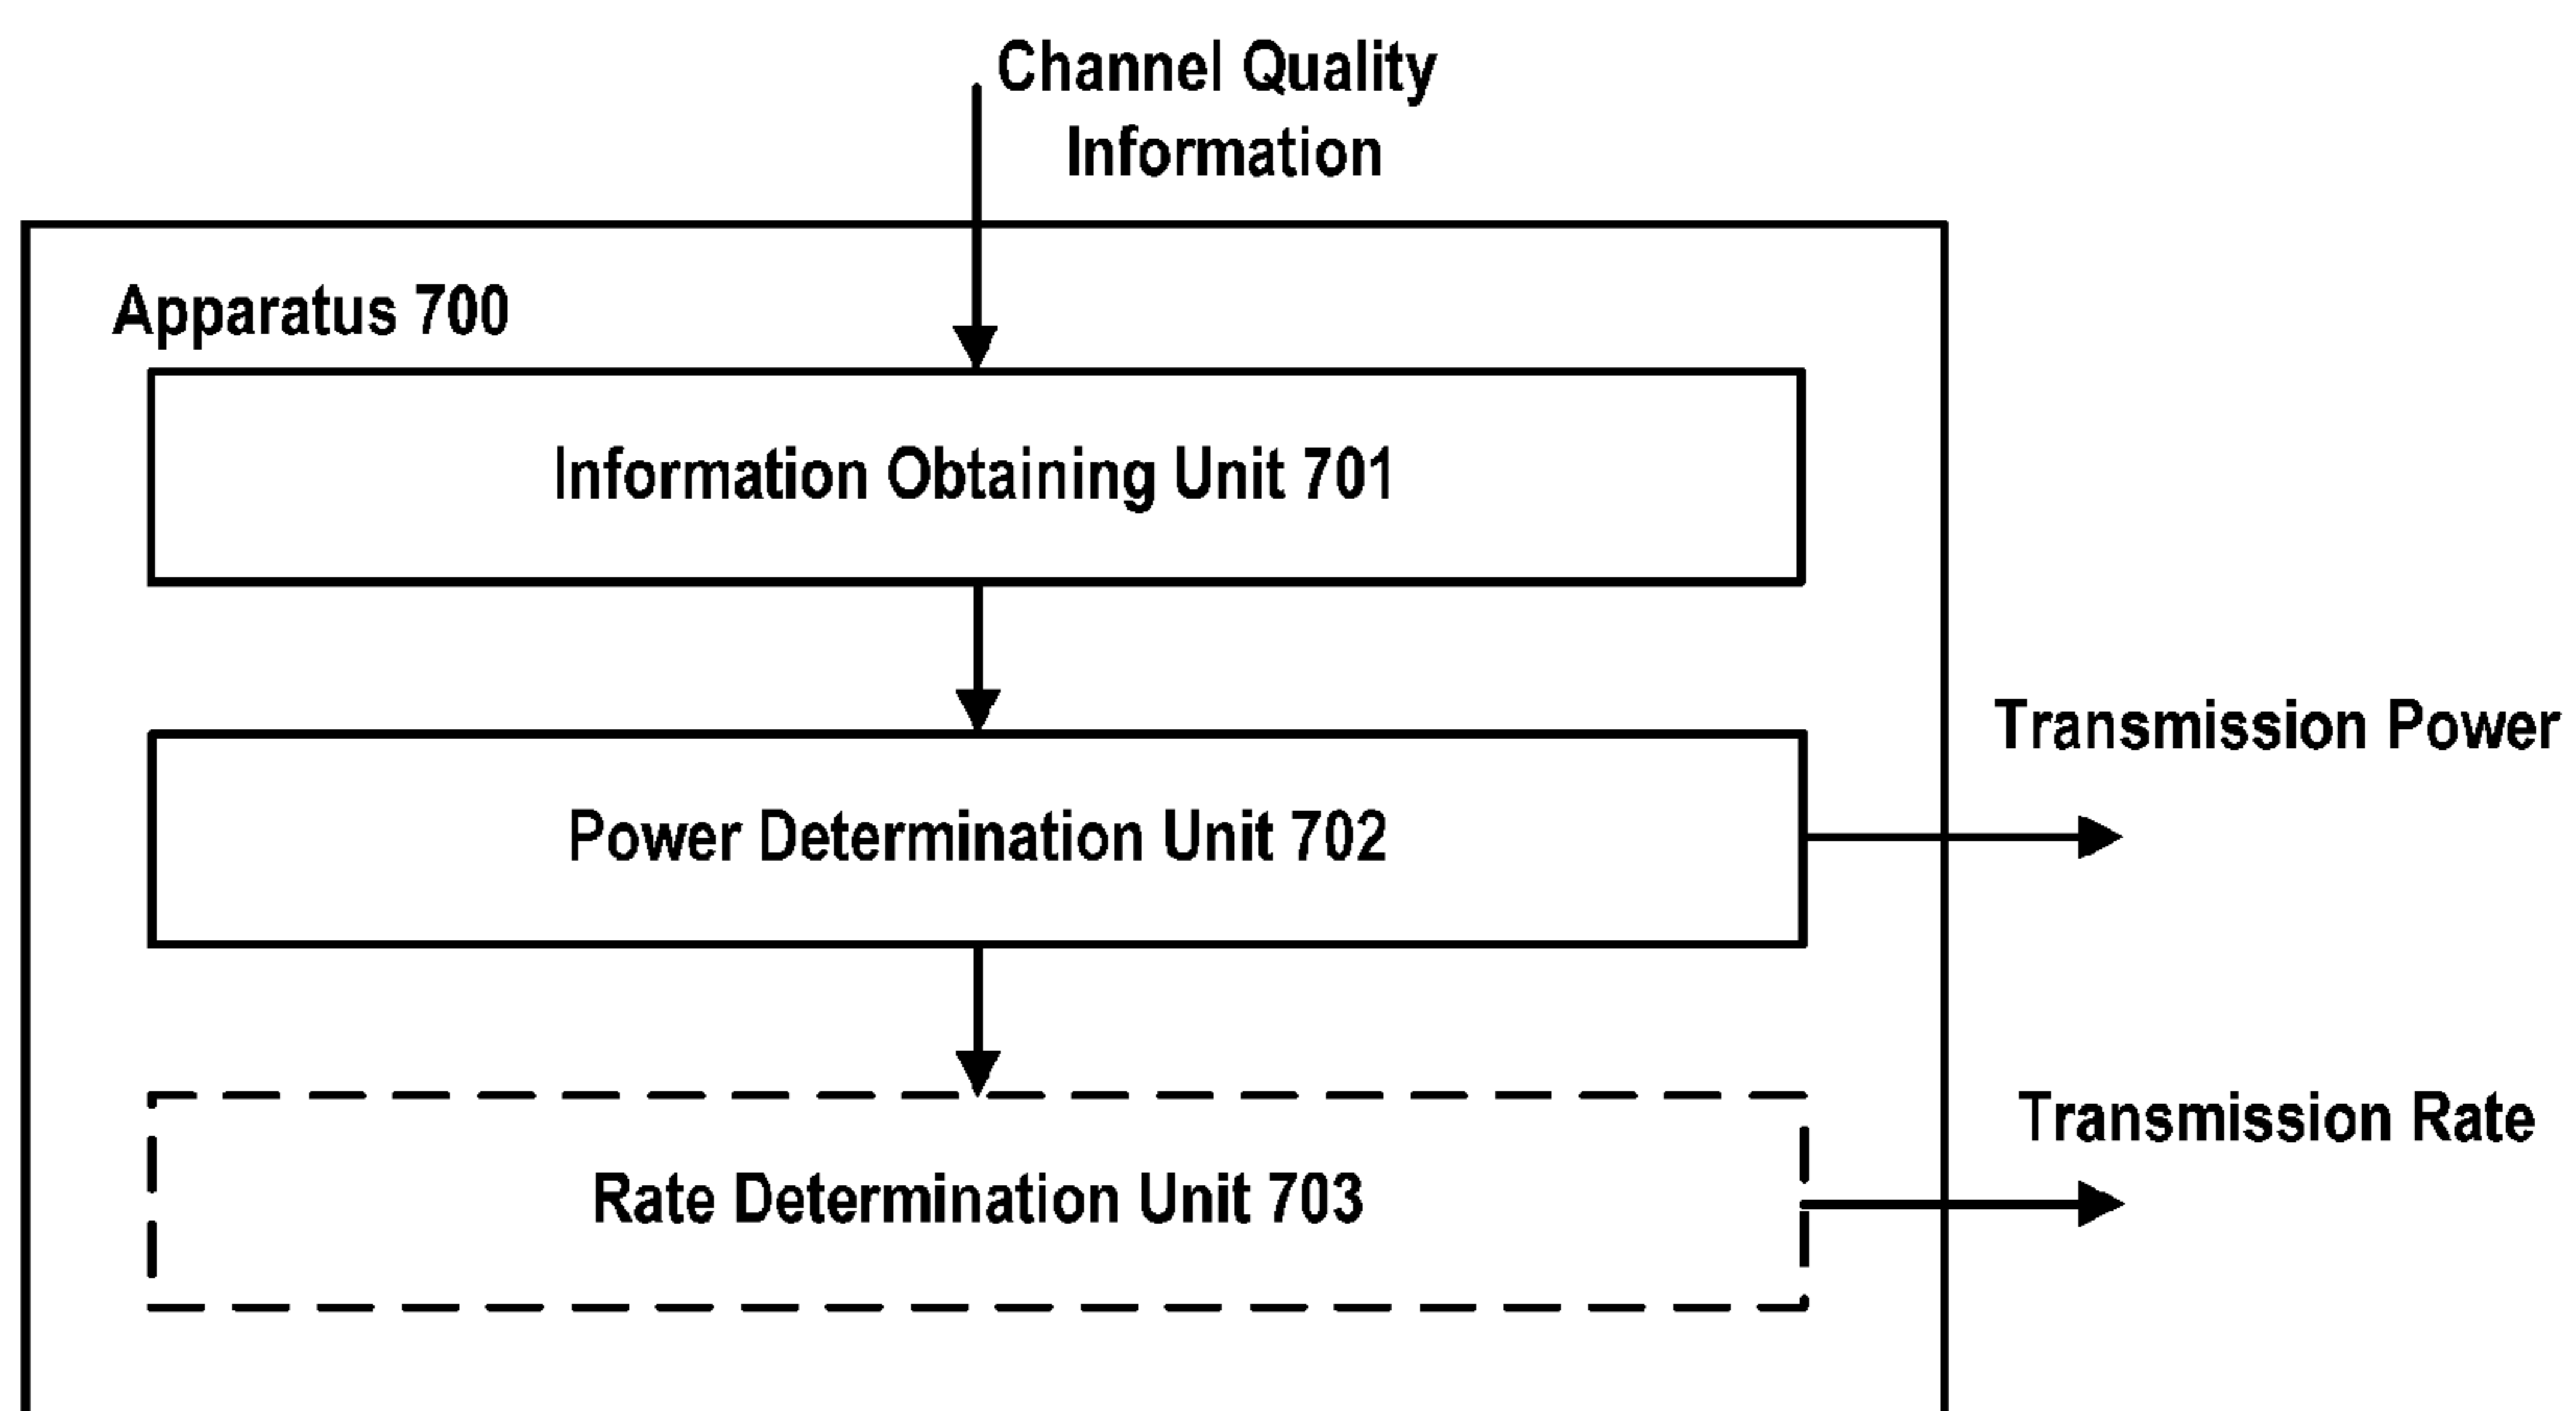 Channel Quality
Information
Apparatus 700
Information Obtaining Unit 701
Power Determination Unit 702
Transmission Power
Rate Determination Unit 703
Transmission Rate